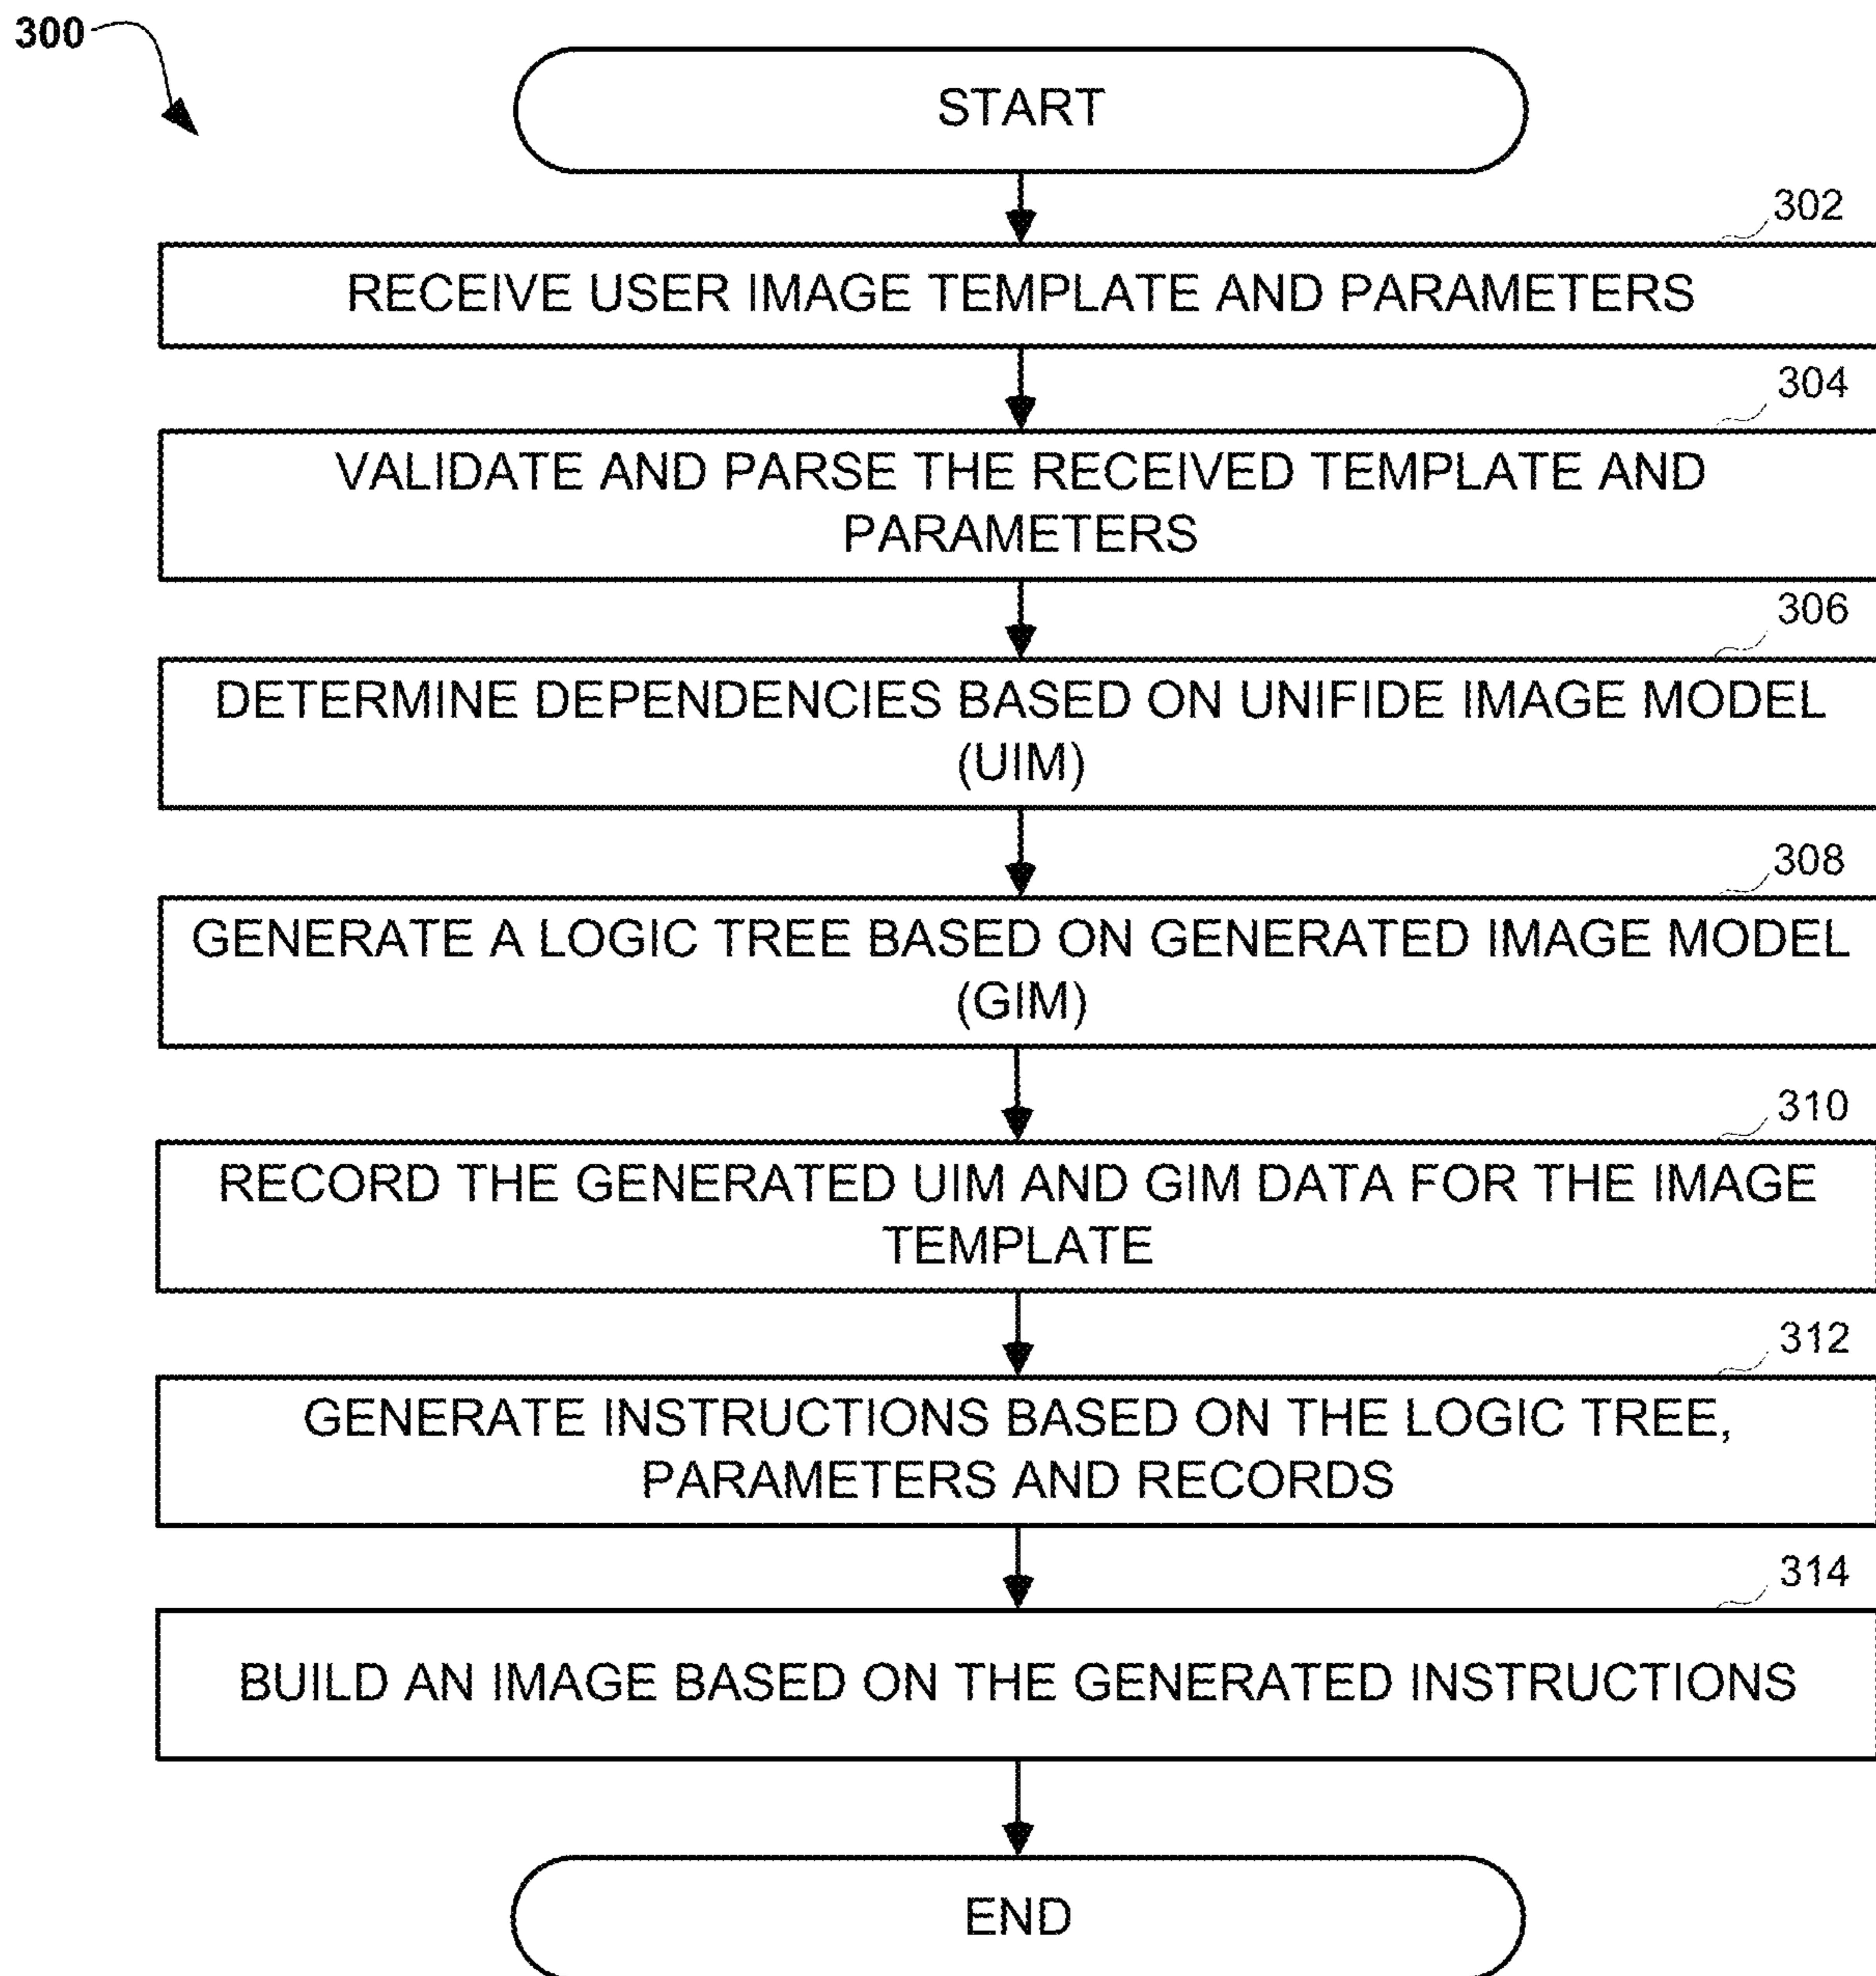 300
START
302
RECEIVE USER IMAGE TEMPLATE AND PARAMETERS
304
VALIDATE AND PARSE THE RECEIVED TEMPLATE AND
PARAMETERS
306
DETERMINE DEPENDENCIES BASED ON UNIFIDE IMAGE MODEL
(UIM)
308
GENERATE A LOGIC TREE BASED ON GENERATED IMAGE MODEL
(GIM)
310
RECORD THE GENERATED UIM AND GIM DATA FOR THE IMAGE
TEMPLATE
312
GENERATE INSTRUCTIONS BASED ON THE LOGIC TREE,
PARAMETERS AND RECORDS
314
BUILD AN IMAGE BASED ON THE GENERATED INSTRUCTIONS
END